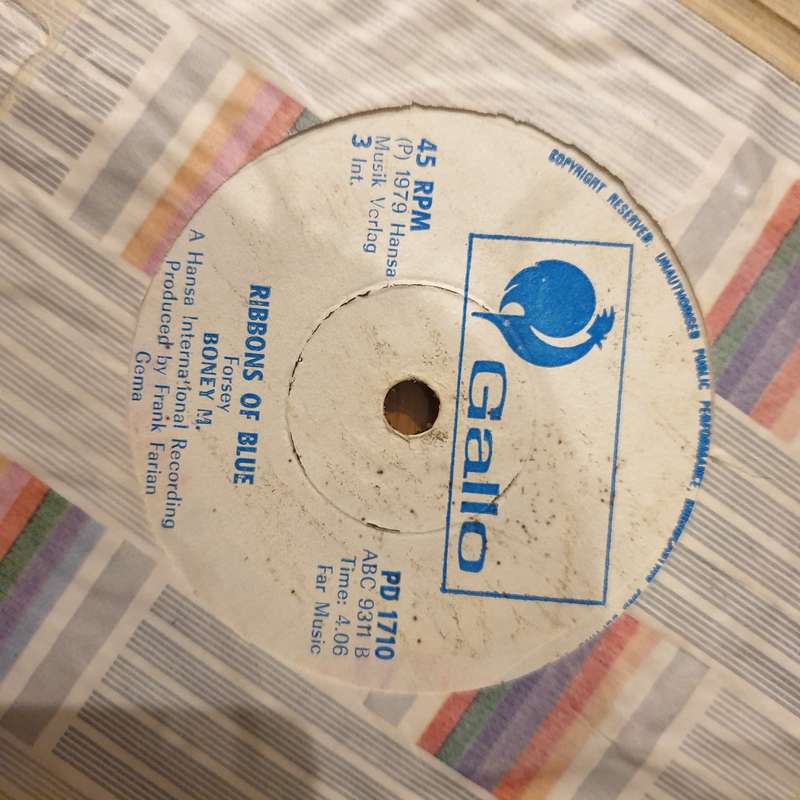 COPYRIGHT RESERVED. UNAUTHORISED PUBLIC PERFORMANCE
Gallo
45 RPM
(P) 1979 Hansa
Musik Verlag
3 Int.
PD 1710
ABC 9311 B
Time: 4.06
Far Music
RIBBONS OF BLUE
Forsey
BONEY M.
A Hansa International Recording
Produced by Frank Farian
Gema